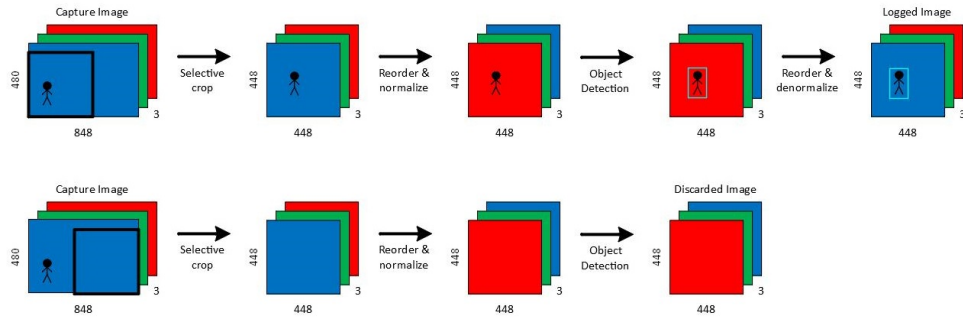 Capture Image
Logged Image
480
848
3
Selective
crop
448
448
3
Reorder &
normalize
448
448
3
Object
Detection
448
448
3
Reorder
& denormalize
448
448
3
Capture Image
Discarded Image
480
848
3
Selective
crop
448
448
3
Reorder &
normalize
448
448
3
Object
Detection
448
448
3